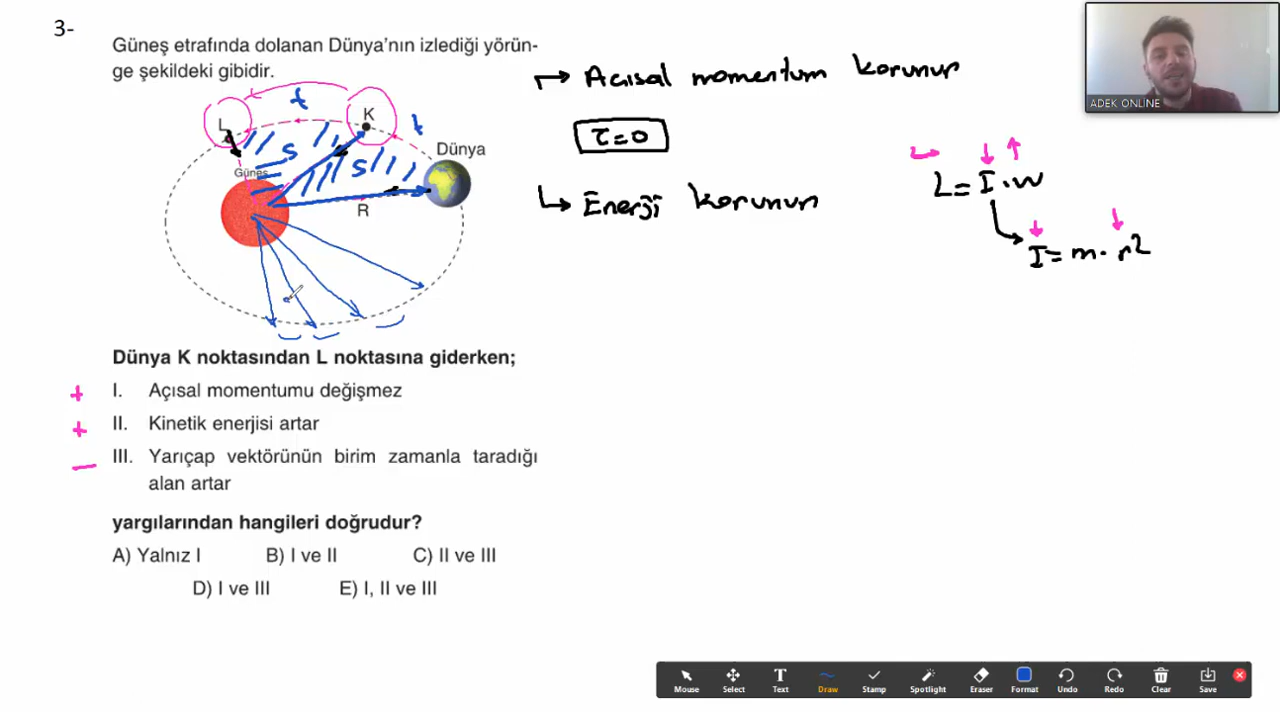 3-
Güneş etrafında dolanan Dünya'nın izlediği yörün-
ge şekildeki gibidir.
L
t
K
t
S
S
Güneş
Dünya
R
Açısal momentum korunur
τ=0
Enerji korunur
L=I.w
I=m.r²
ADEK ONLİNE
Dünya K noktasından L noktasına giderken;
+ I. Açısal momentumu değişmez
+ II. Kinetik enerjisi artar
– III. Yarıçap vektörünün birim zamanla taradığı
alan artar
yargılarından hangileri doğrudur?
A) Yalnız I B) I ve II C) II ve III
D) I ve III E) I, II ve III
Mouse Select Text Draw Stamp Spotlight Eraser Format Undo Redo Clear Save